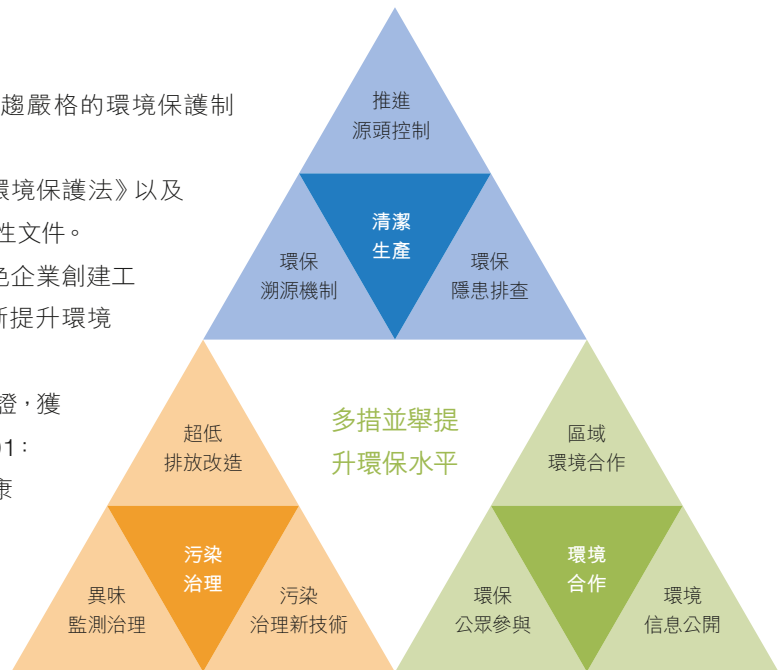 趨嚴格的環境保護制
環境保護法》以及
性文件。
色企業創建工
斷提升環境
證，獲
01：
康
推進
源頭控制
清潔
生產
環保
溯源機制
環保
隱患排查
多措並舉提
升環保水平
超低
排放改造
污染
治理
異味
監測治理
污染
治理新技術
區域
環境合作
環境
合作
環保
公眾參與
環境
信息公開